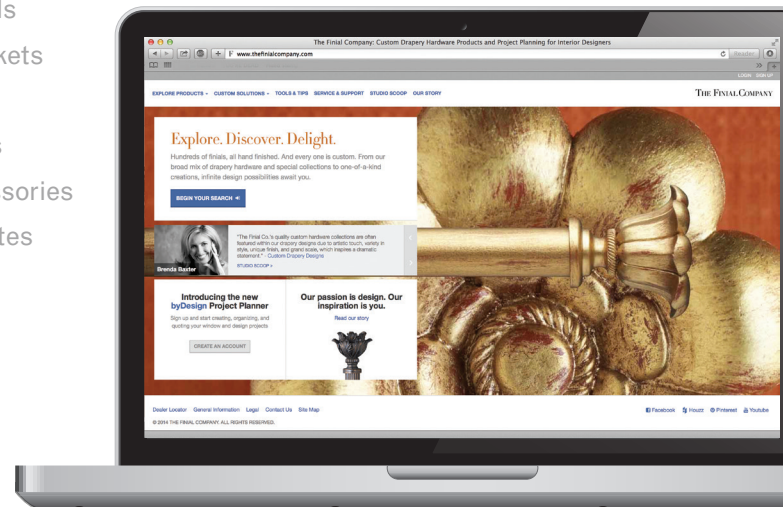 The Finial Company: Custom Drapery Hardware Products and Project Planning for Interior Designers
www.thefinialcompany.com
Reader
LOGIN SIGN UP
EXPLORE PRODUCTS CUSTOM SOLUTIONS TOOLS & TIPS SERVICE & SUPPORT STUDIO SCOOP OUR STORY
THE FINIAL COMPANY
Explore. Discover. Delight.
Hundreds of finials, all hand finished. And every one is custom. From our
broad mix of drapery hardware and special collections to one-of-a-kind
creations, infinite design possibilities await you.
BEGIN YOUR SEARCH
"The Finial Co.'s quality custom hardware collections are often
featured within our drapery designs due to artistic touch, variety in
style, unique finish, and grand scale, which inspires a dramatic
statement." - Custom Drapery Designs
STUDIO SCOOP »
Brenda Baxter
Introducing the new
byDesign Project Planner
Sign up and start creating, organizing, and
quoting your window and design projects
CREATE AN ACCOUNT
Our passion is design. Our
inspiration is you.
Read our story
Dealer Locator General Information Legal Contact Us Site Map
Facebook Houzz Pinterest Youtube
© 2014 THE FINIAL COMPANY. ALL RIGHTS RESERVED.